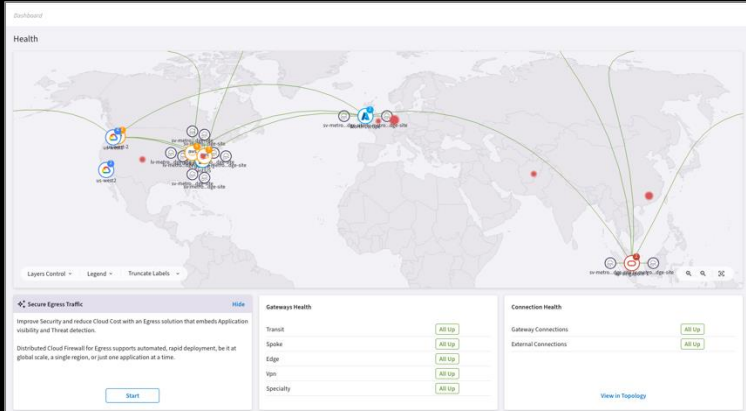 Dashboard
Health
us-west2
Layers Control
Legend
Truncate Labels
Secure Egress Traffic
Hide
Improve Security and reduce Cloud Cost with an Egress solution that embeds Application
visibility and Threat detection.
Distributed Cloud Firewall for Egress supports automated, rapid deployment, be it at
global scale, a single region, or just one application at a time.
Start
Gateways Health
Transit All Up
Spoke All Up
Edge All Up
Vpn All Up
Specialty All Up
Connection Health
Gateway Connections All Up
External Connections All Up
View in Topology